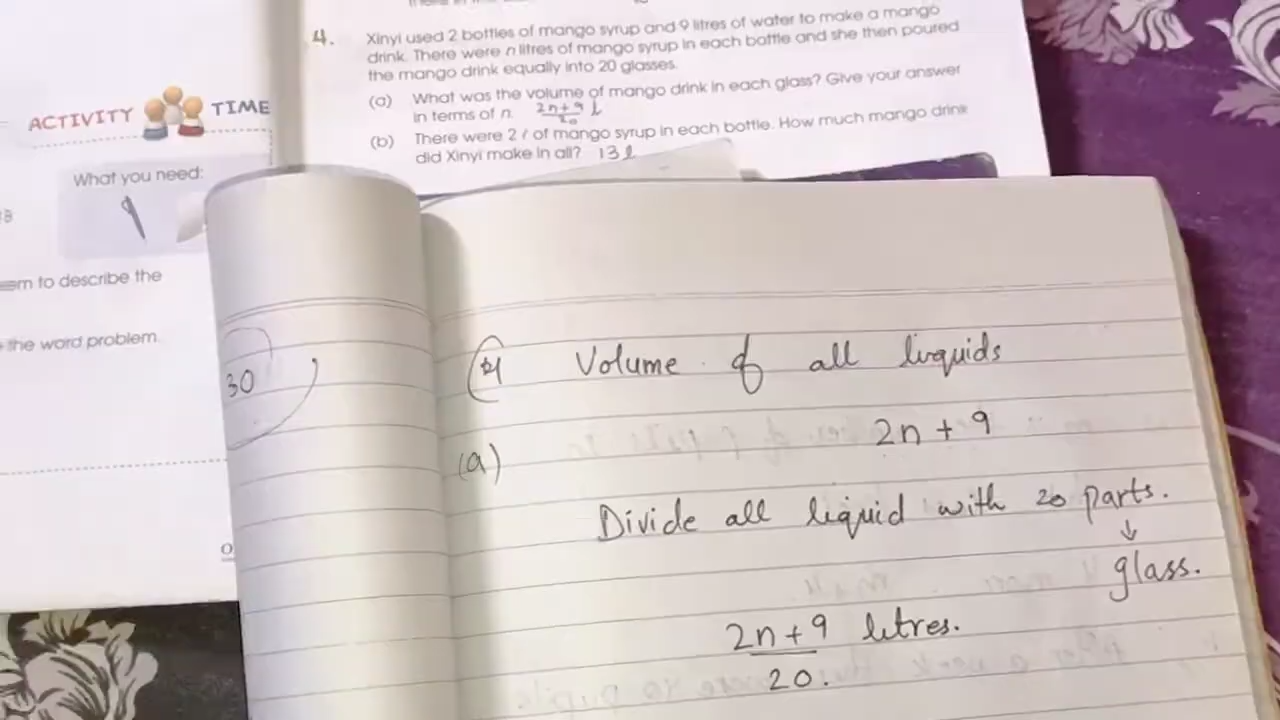 4. Xinyi used 2 bottles of mango syrup and 9 litres of water to make a mango
drink. There were n litres of mango syrup in each bottle and she then poured
the mango drink equally into 20 glasses.
(a) What was the volume of mango drink in each glass? Give your answer
in terms of n. 2n+9/20 l
(b) There were 2 l of mango syrup in each bottle. How much mango drink
did Xinyi make in all? 13 l
ACTIVITY TIME
What you need:
to describe the
the word problem.
30
(4) Volume of all liquids
(a) 2n + 9
Divide all liquid with 20 parts.
↓
glass.
2n+9 litres.
20.